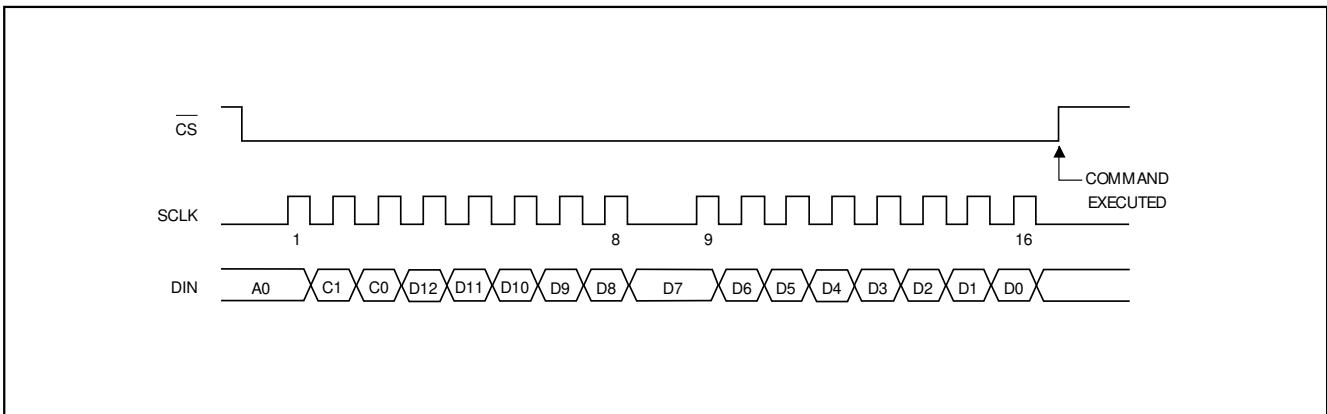 CS
COMMAND
EXECUTED
SCLK
1 8 9 16
DIN A0 C1 C0 D12 D11 D10 D9 D8 D7 D6 D5 D4 D3 D2 D1 D0